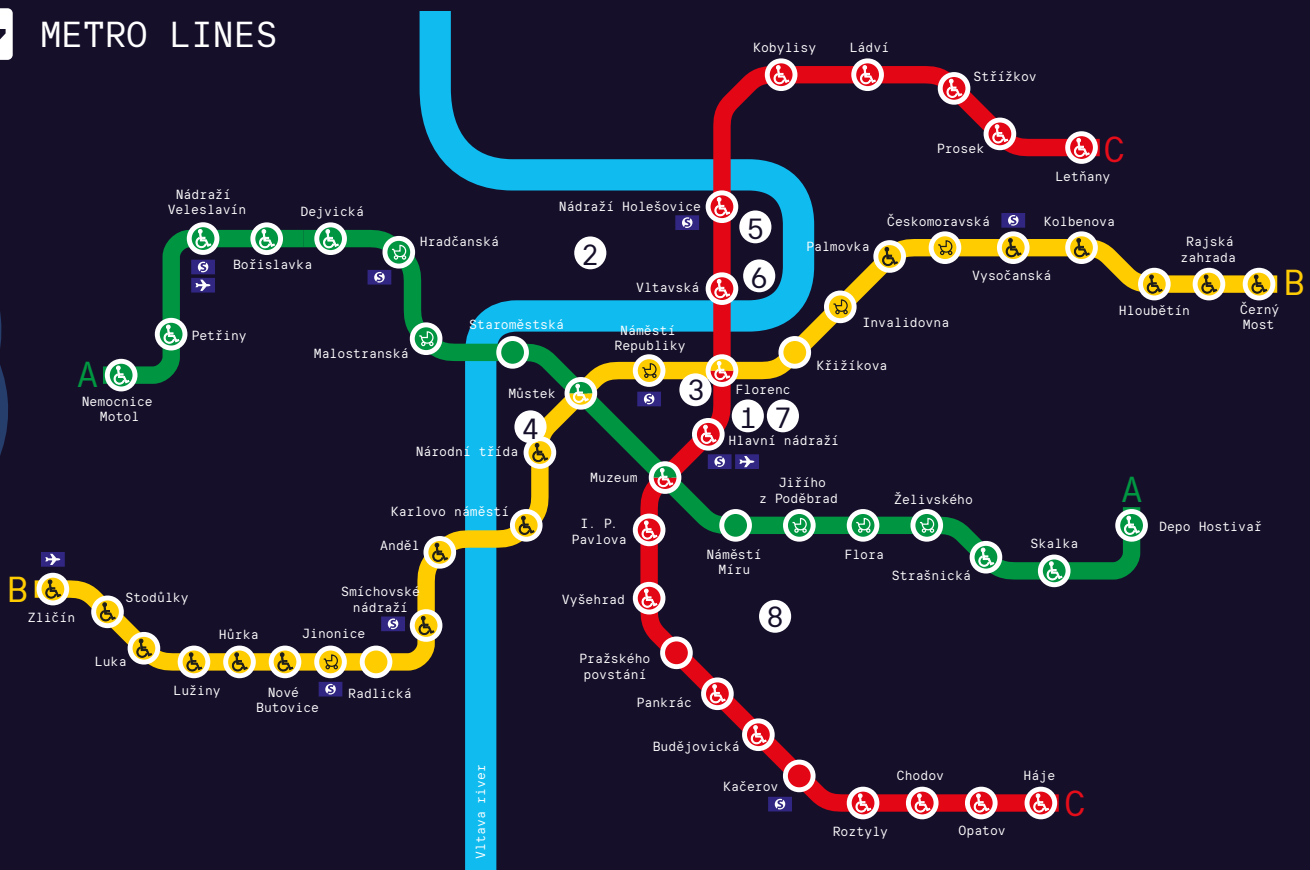 METRO LINES
Kobylisy
Ládví
Střížkov
Prosek
C
Letňany
Nádraží
Veleslavín
Dejvická
Nádraží Holešovice
S
5
Českomoravská
S
Kolbenova
Hradčanská
Bořislavka
S
S
2
Palmovka
Vysočanská
Rajská
zahrada
B
6
Vltavská
Hloubětín
Černý
Most
Petřiny
Malostranská
Staroměstská
Náměstí
Republiky
Invalidovna
Křižíkova
A
Nemocnice
Motol
Můstek
S
3
Florenc
4
1
7
Hlavní nádraží
S
Národní třída
Muzeum
Jiřího
z Poděbrad
Želivského
A
Karlovo náměstí
I. P.
Pavlova
Náměstí
Míru
Flora
Strašnická
Skalka
Depo Hostivař
Anděl
B
Zličín
Stodůlky
Smíchovské
nádraží
S
Vyšehrad
8
Luka
Hůrka
Jinonice
Lužiny
Nové
Butovice
S
Radlická
Pražského
povstání
Pankrác
Budějovická
Kačerov
S
Chodov
Háje
C
Roztyly
Opatov
Vltava river